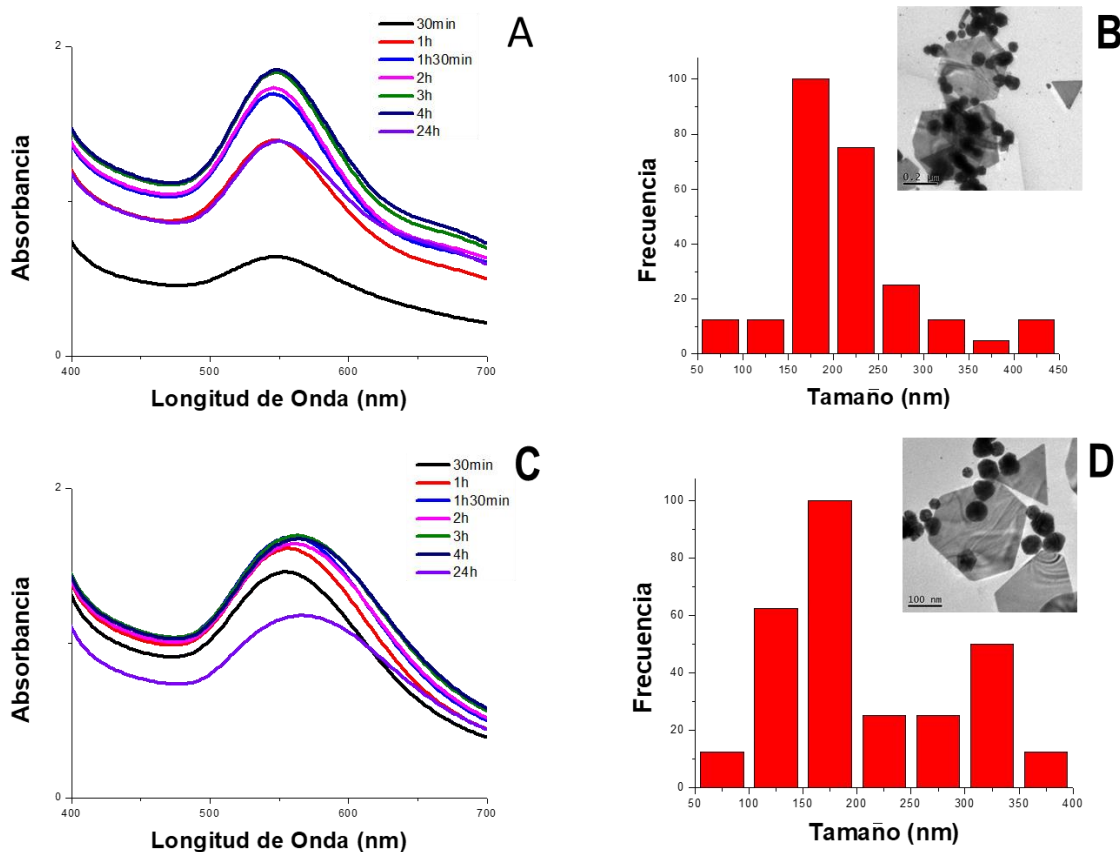 A
30min
1h
1h30min
2h
3h
4h
24h
2
1
0
400
500
600
700
Absorbancia
Longitud de Onda (nm)
B
0.2 µm
100
80
60
40
20
0
50 100 150 200 250 300 350 400 450
Frecuencia
Tamaño (nm)
C
30min
1h
1h30min
2h
3h
4h
24h
2
1
0
400
500
600
700
Absorbancia
Longitud de Onda (nm)
D
100 nm
100
80
60
40
20
0
50 100 150 200 250 300 350 400
Frecuencia
Tamaño (nm)